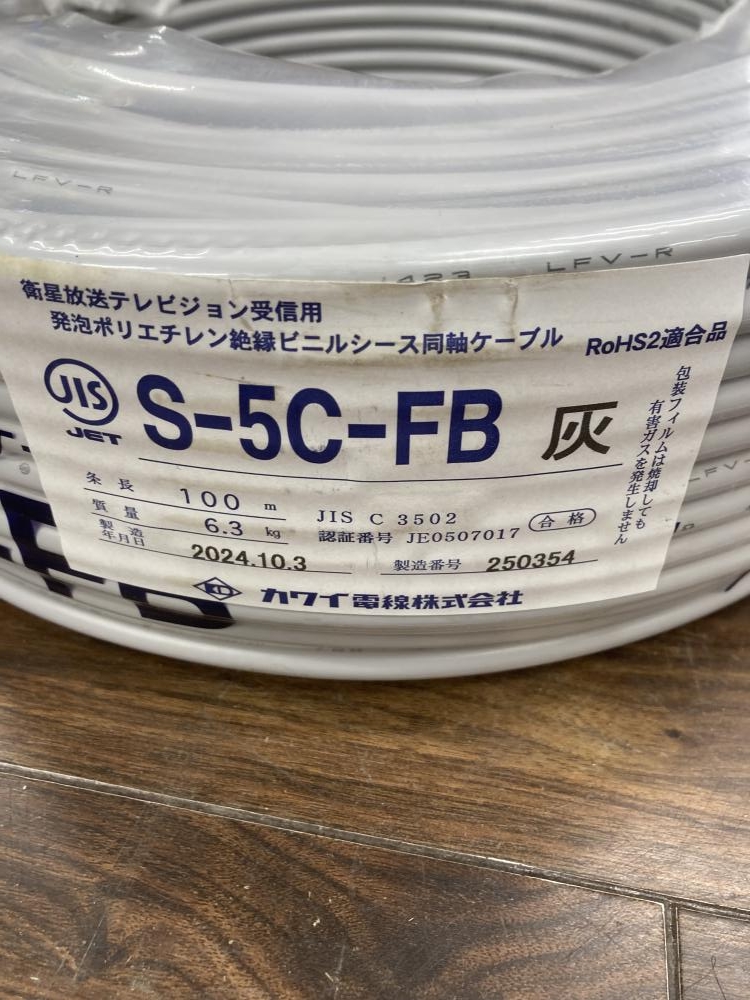 LFV-R
1423 LFV-R
衛星放送テレビジョン受信用
発泡ポリエチレン絶縁ビニルシース同軸ケーブル
RoHS2適合品
JIS
JET
S-5C-FB 灰
包装フィルムは焼却しても
有害ガスを発生しません
条長 100 m
質量 6.3 kg
JIS C 3502
認証番号 JE0507017
合格
製造年月日 2024.10.3
製造番号 250354
カワイ電線株式会社